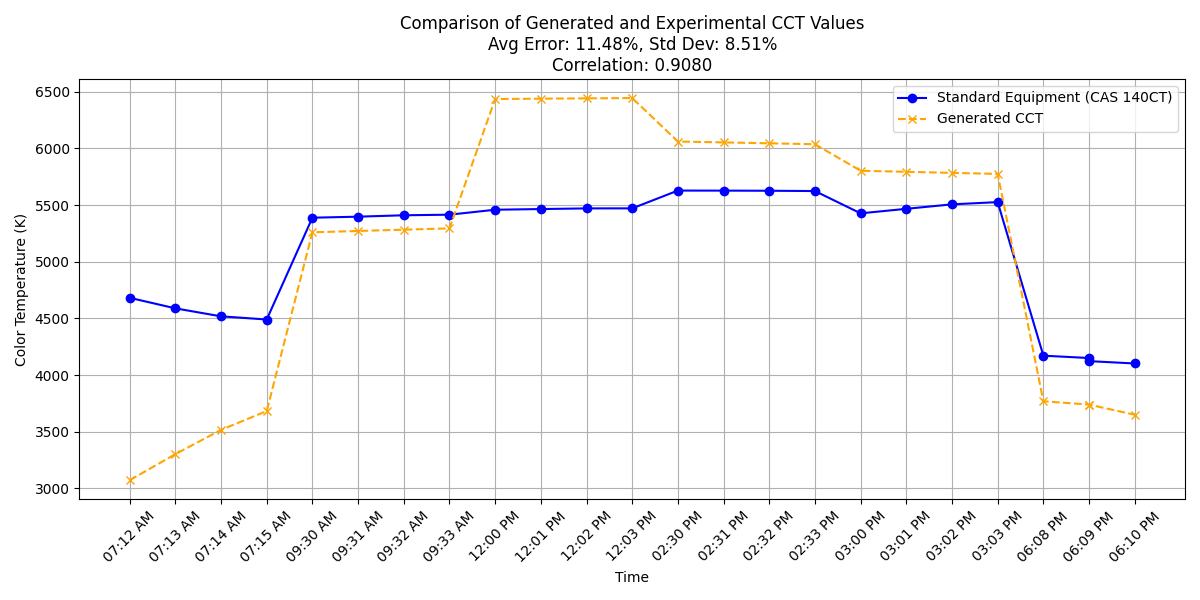 Comparison of Generated and Experimental CCT Values
Avg Error: 11.48%, Std Dev: 8.51%
Correlation: 0.9080
Standard Equipment (CAS 140CT)
Generated CCT
Color Temperature (K)
6500
6000
5500
5000
4500
4000
3500
3000
07:12 AM
07:13 AM
07:14 AM
07:15 AM
09:30 AM
09:31 AM
09:32 AM
09:33 AM
12:00 PM
12:01 PM
12:02 PM
12:03 PM
02:30 PM
02:31 PM
02:32 PM
02:33 PM
03:00 PM
03:01 PM
03:02 PM
03:03 PM
06:08 PM
06:09 PM
06:10 PM
Time